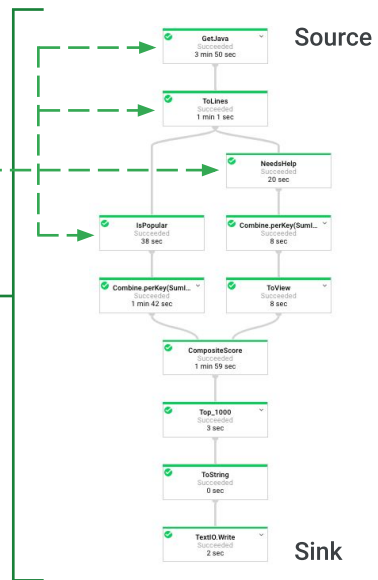 GetJava
Succeeded
3 min 50 sec
Source
ToLines
Succeeded
1 min 1 sec
NeedsHelp
Succeeded
20 sec
IsPopular
Succeeded
38 sec
Combine.perKey(SumI...
Succeeded
8 sec
Combine.perKey(SumI...
Succeeded
1 min 42 sec
ToView
Succeeded
8 sec
CompositeScore
Succeeded
1 min 59 sec
Top_1000
Succeeded
3 sec
ToString
Succeeded
0 sec
TextIO.Write
Succeeded
2 sec
Sink